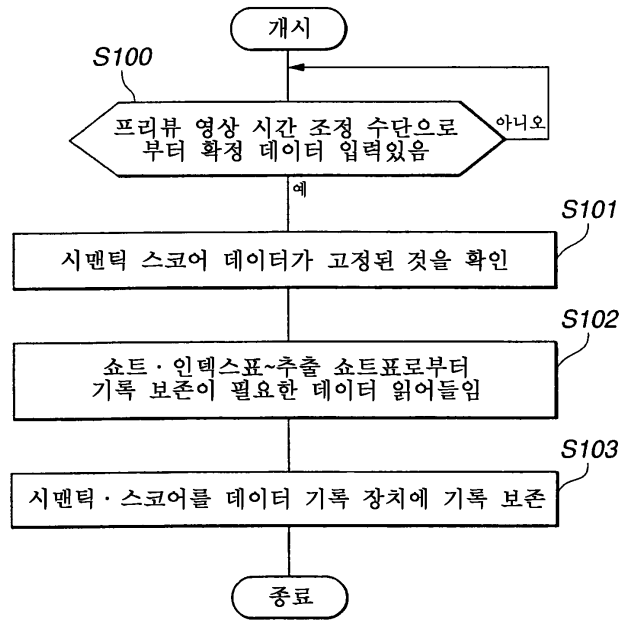 개시
S100
프리뷰 영상 시간 조정 수단으로
부터 확정 데이터 입력있음
아니오
예
S101
시맨틱 스코어 데이터가 고정된 것을 확인
S102
쇼트 · 인덱스표~추출 쇼트표로부터
기록 보존이 필요한 데이터 읽어들임
S103
시맨틱 · 스코어를 데이터 기록 장치에 기록 보존
종료